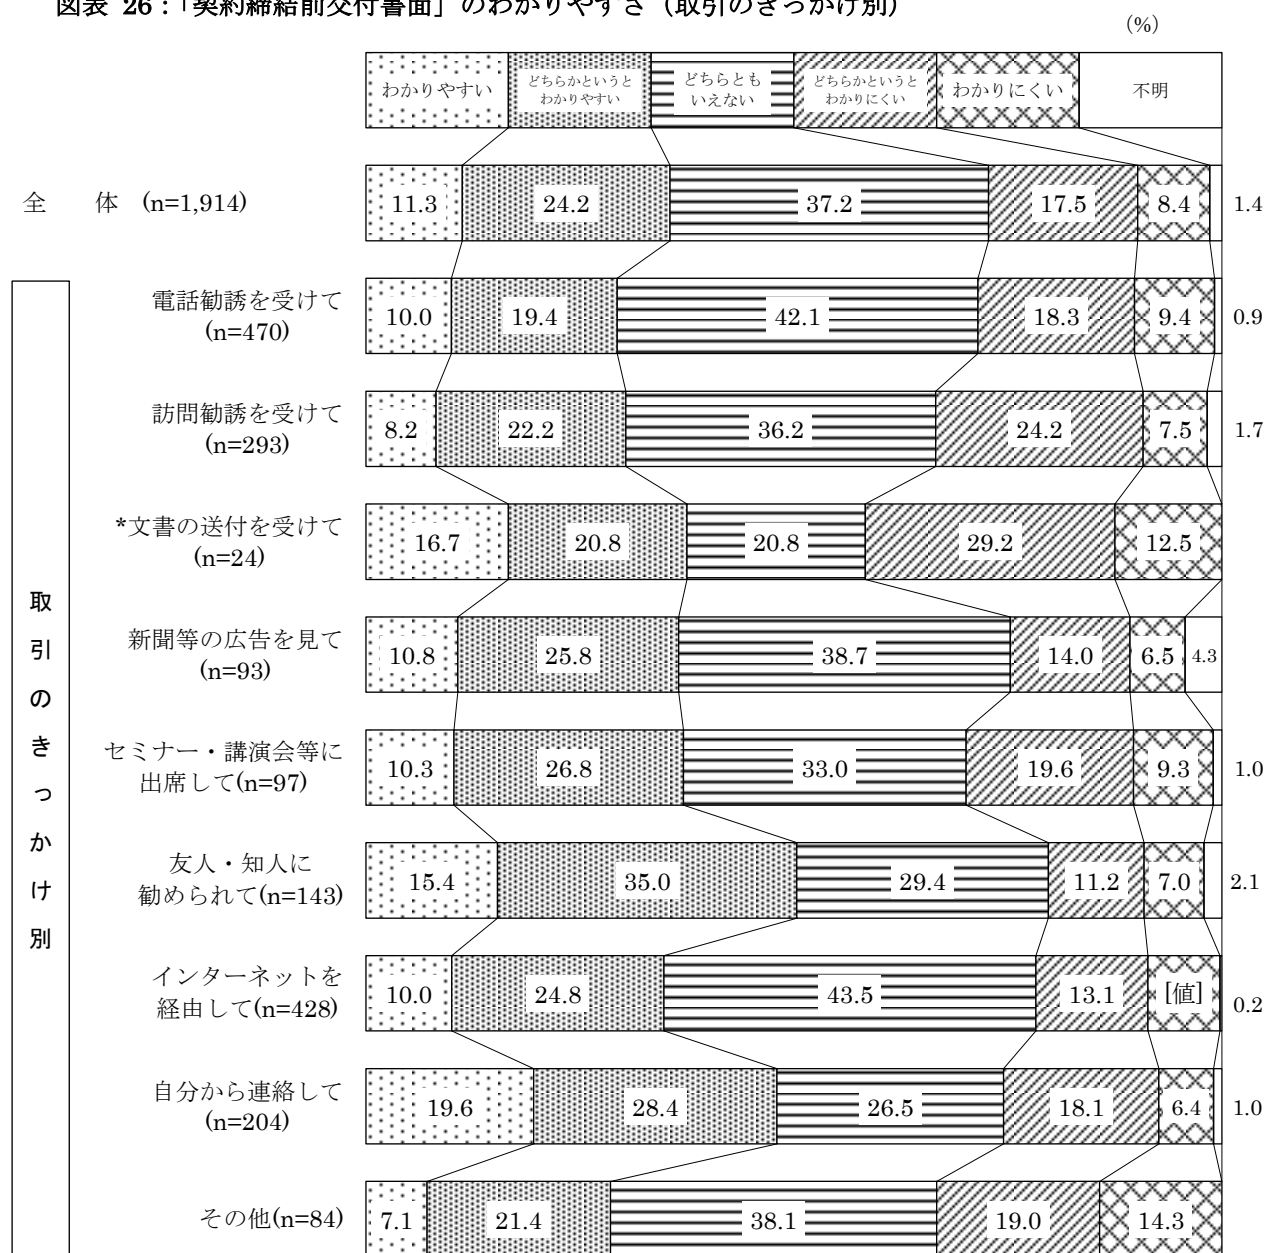 図表 26：「契約締結前交付書面」のわかりやすさ（取引のきっかけ別）
(%)
わかりやすい
どちらかというと
わかりやすい
どちらとも
いえない
どちらかというと
わかりにくい
わかりにくい
不明
全 体 (n=1,914)
11.3 24.2 37.2 17.5 8.4 1.4
取引のきっかけ別
電話勧誘を受けて
(n=470)
10.0 19.4 42.1 18.3 9.4 0.9
訪問勧誘を受けて
(n=293)
8.2 22.2 36.2 24.2 7.5 1.7
*文書の送付を受けて
(n=24)
16.7 20.8 20.8 29.2 12.5
新聞等の広告を見て
(n=93)
10.8 25.8 38.7 14.0 6.5 4.3
セミナー・講演会等に
出席して(n=97)
10.3 26.8 33.0 19.6 9.3 1.0
友人・知人に
勧められて(n=143)
15.4 35.0 29.4 11.2 7.0 2.1
インターネットを
経由して(n=428)
10.0 24.8 43.5 13.1 [値] 0.2
自分から連絡して
(n=204)
19.6 28.4 26.5 18.1 6.4 1.0
その他(n=84)
7.1 21.4 38.1 19.0 14.3